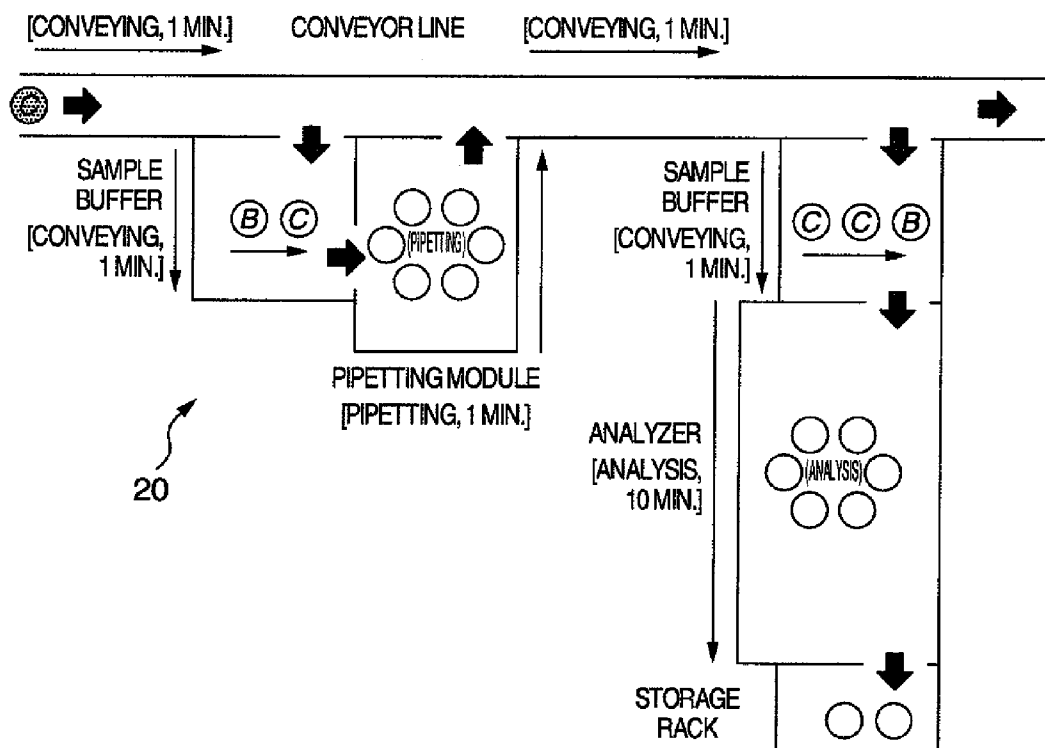 [CONVEYING, 1 MIN.] CONVEYOR LINE [CONVEYING, 1 MIN.]
C
SAMPLE
BUFFER
[CONVEYING,
1 MIN.]
B C
(PIPETTING)
PIPETTING MODULE
[PIPETTING, 1 MIN.]
20
SAMPLE
BUFFER
[CONVEYING,
1 MIN.]
C C B
ANALYZER
[ANALYSIS,
10 MIN.]
(ANALYSIS)
STORAGE
RACK